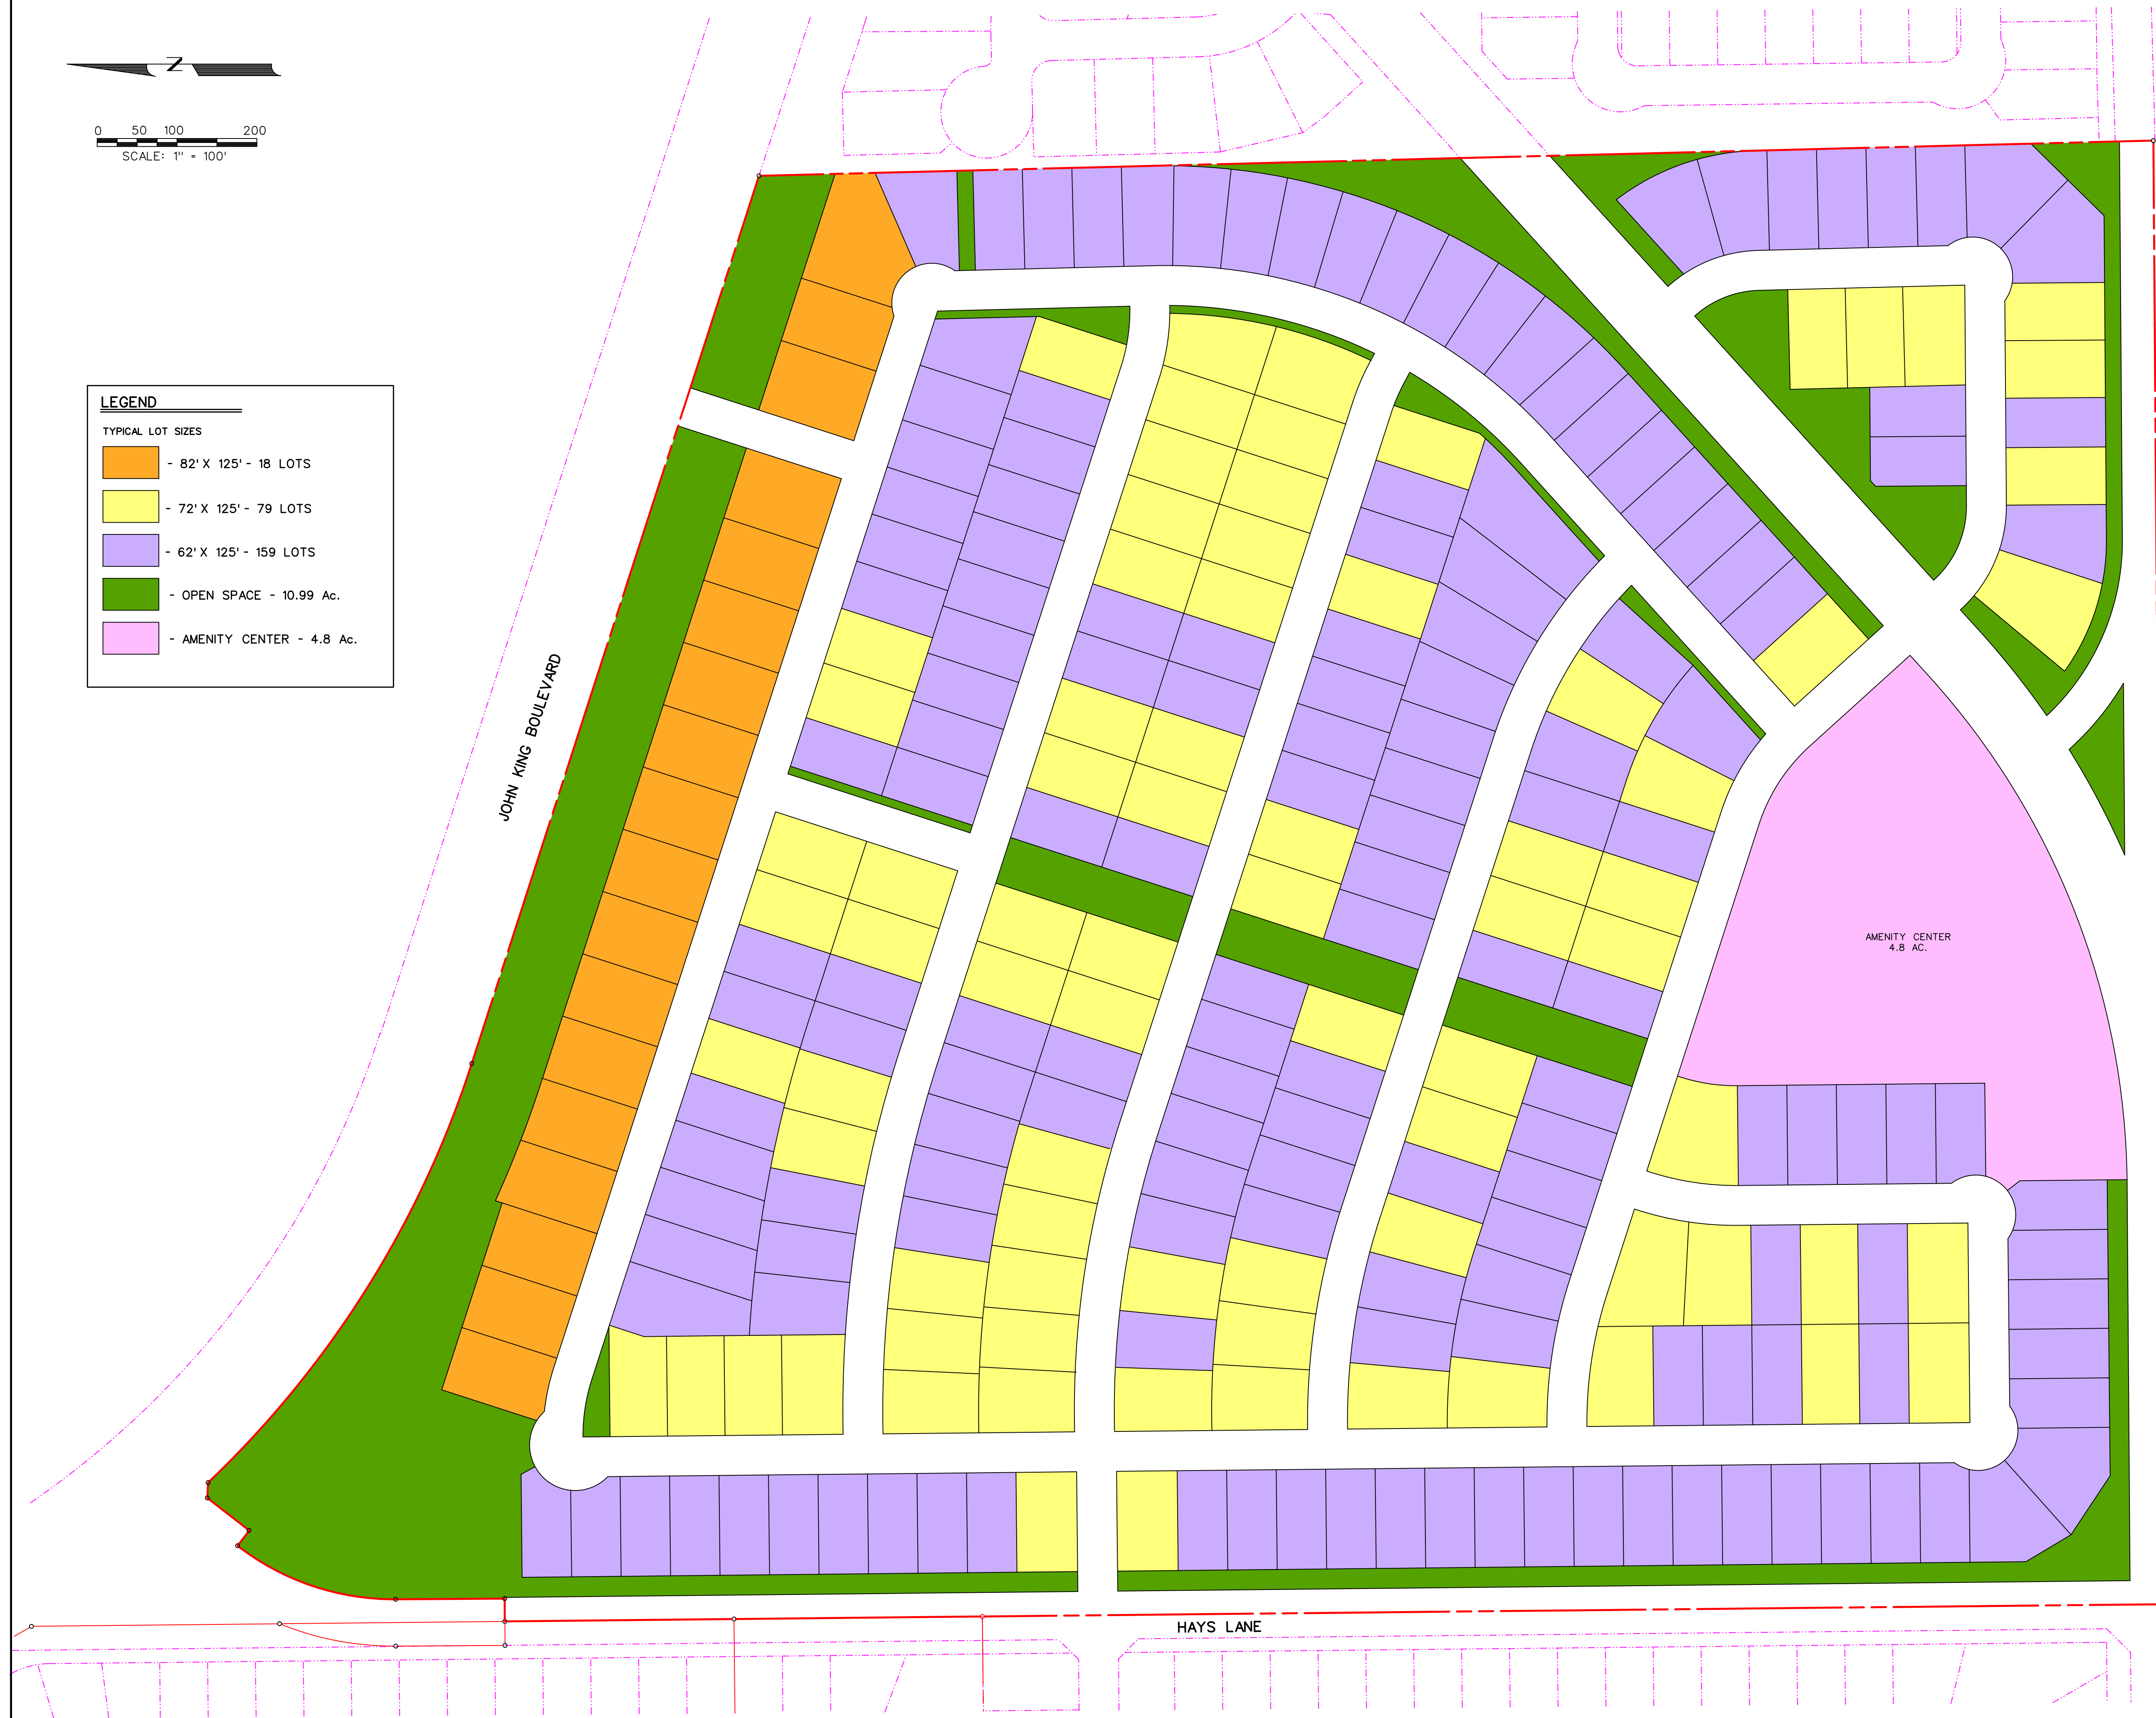 N
0 50 100 200
SCALE: 1" = 100'
LEGEND
TYPICAL LOT SIZES
- 82' X 125' - 18 LOTS
- 72' X 125' - 79 LOTS
- 62' X 125' - 159 LOTS
- OPEN SPACE - 10.99 Ac.
- AMENITY CENTER - 4.8 Ac.
JOHN KING BOULEVARD
AMENITY CENTER
4.8 AC.
HAYS LANE